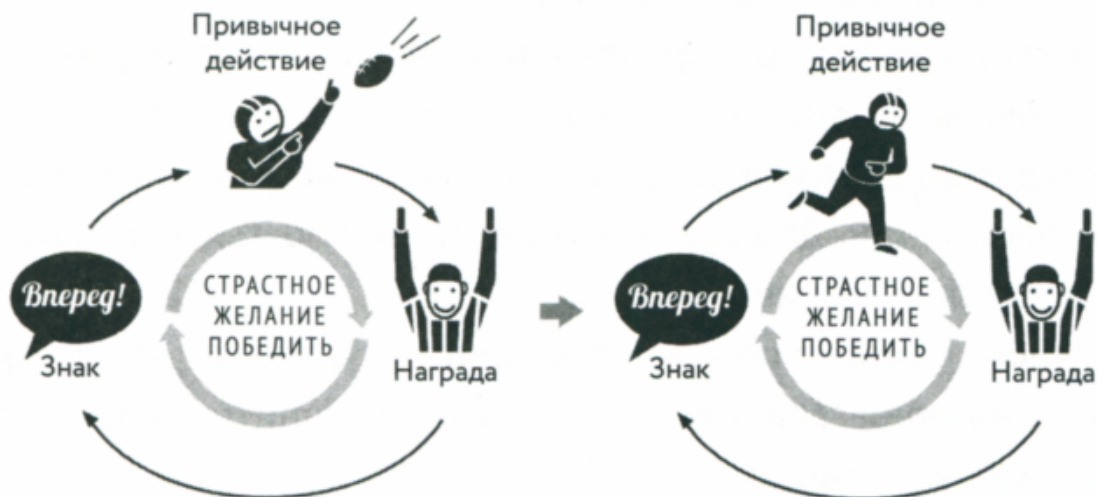 Привычное
действие
Вперед!
Знак
СТРАСТНОЕ
ЖЕЛАНИЕ
ПОБЕДИТЬ
Награда
Привычное
действие
Вперед!
Знак
СТРАСТНОЕ
ЖЕЛАНИЕ
ПОБЕДИТЬ
Награда